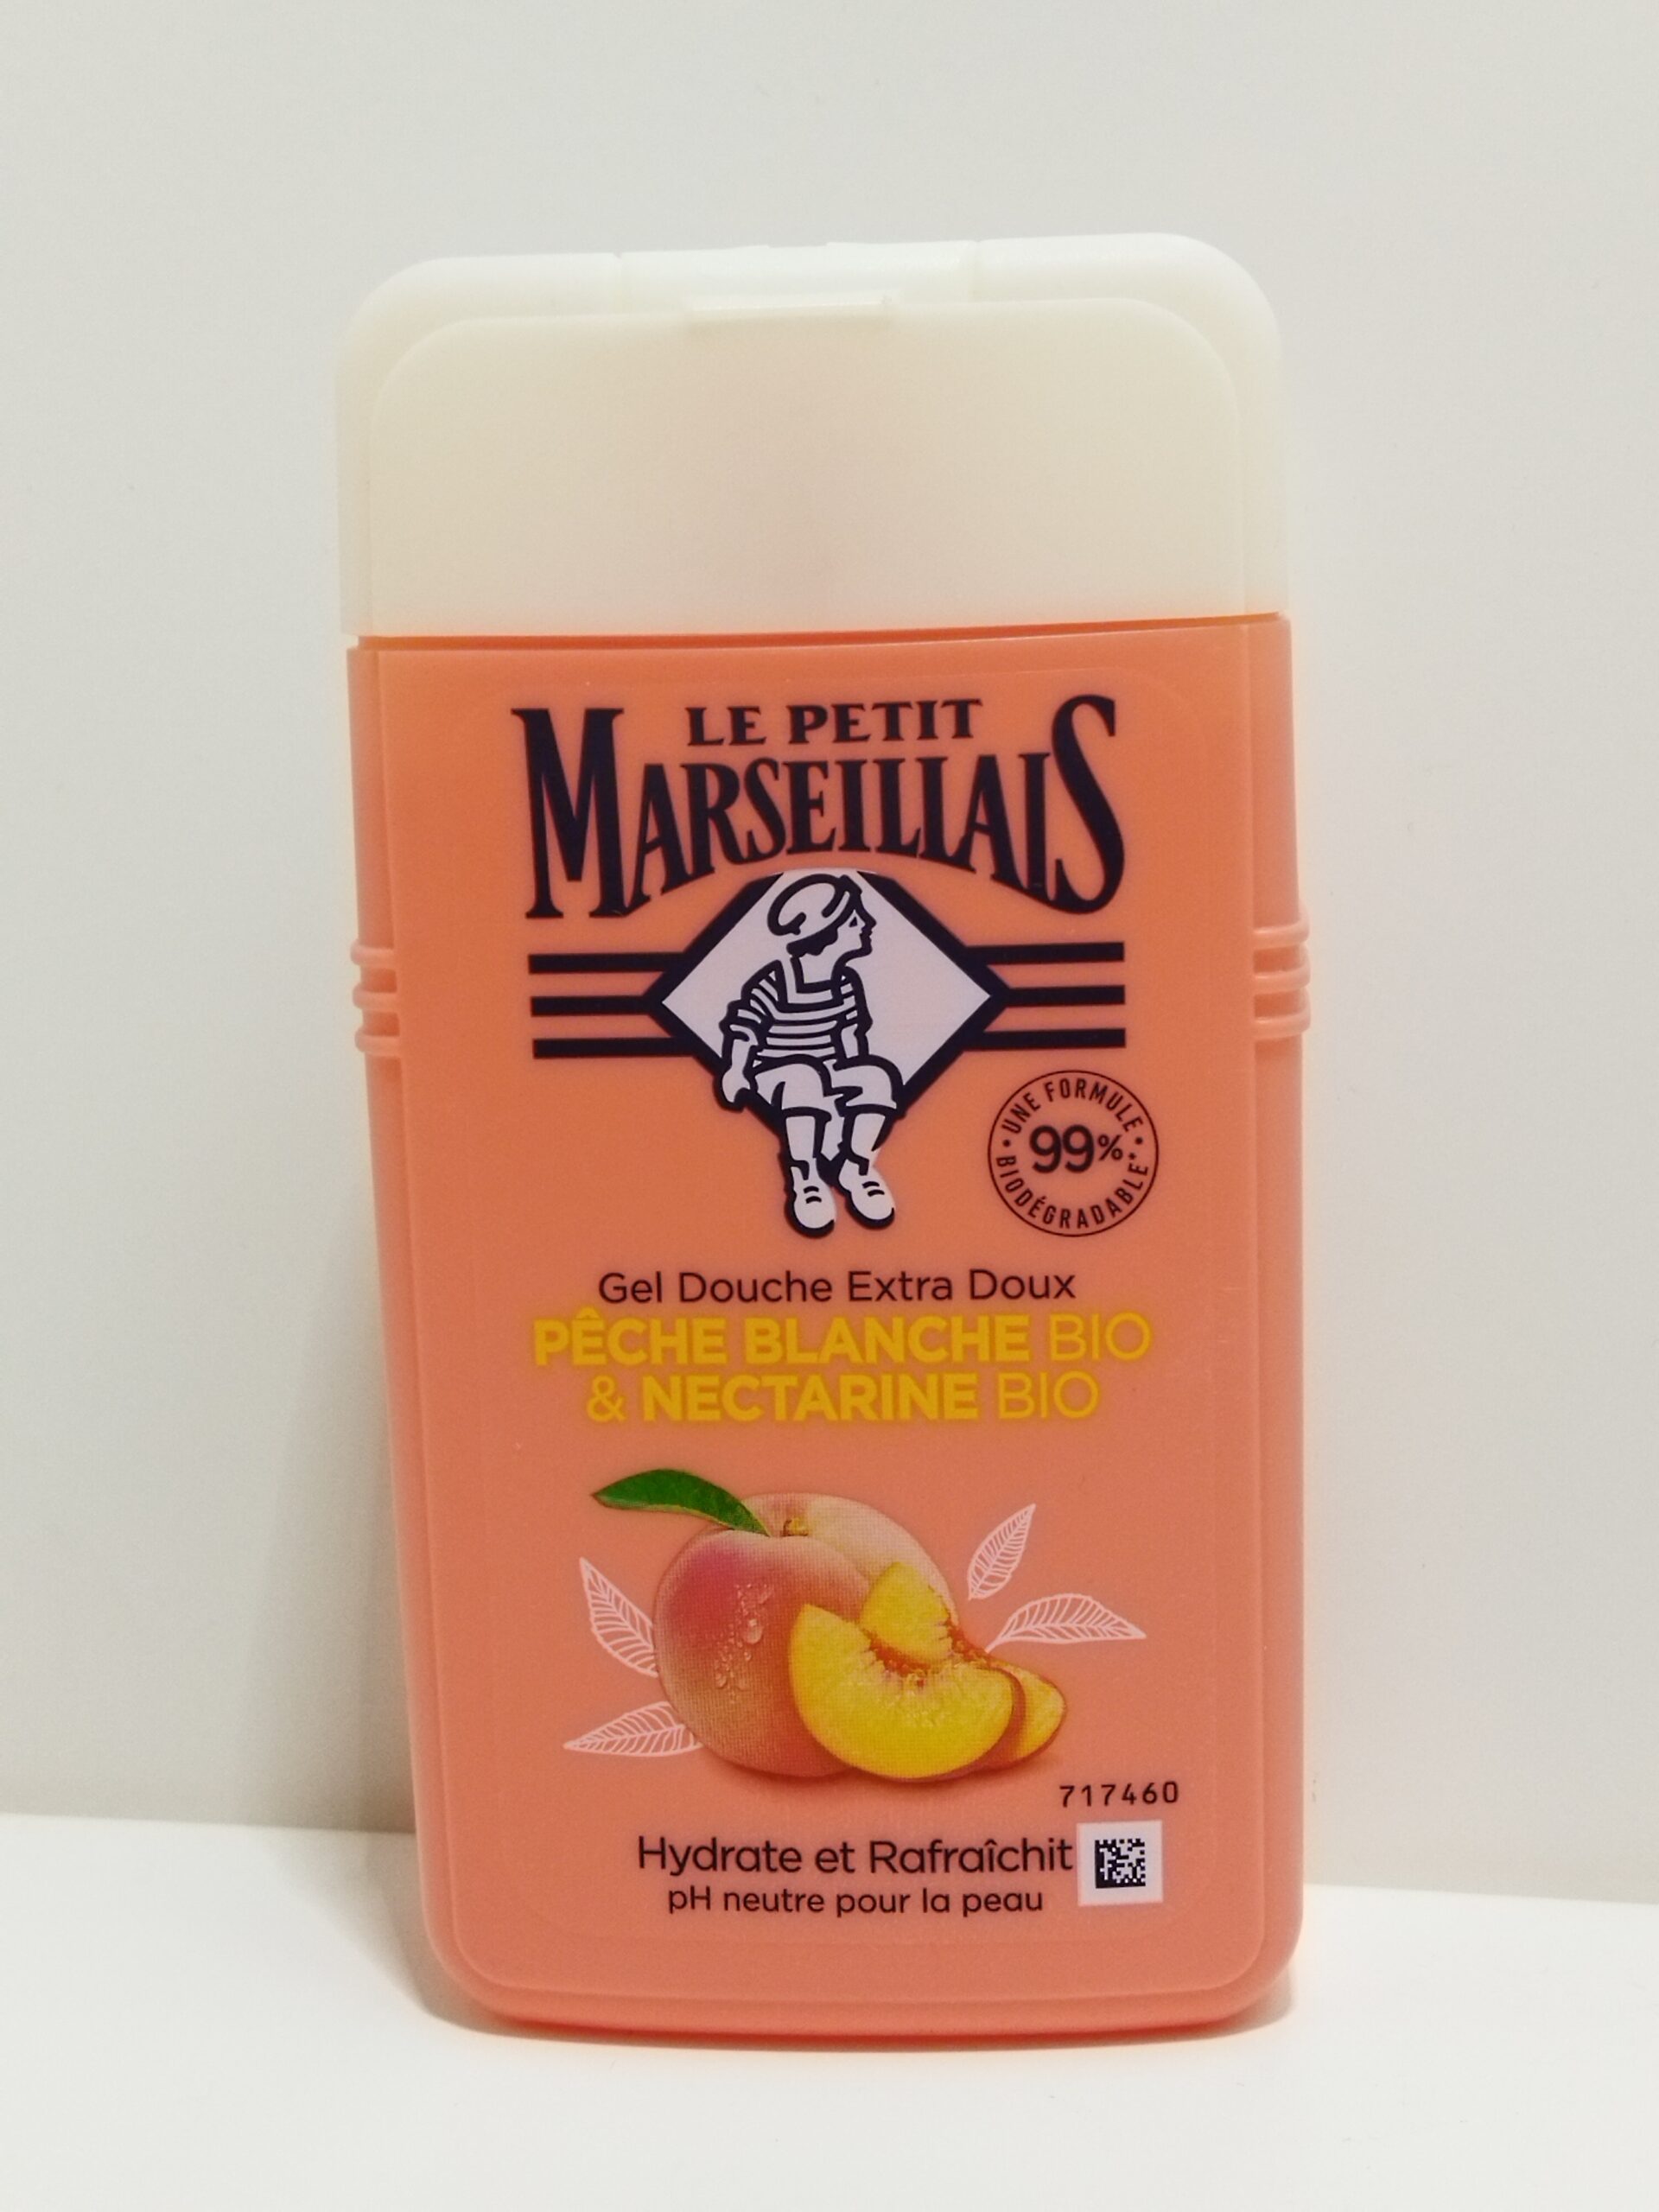 LE PETIT
MARSEILLAIS
UNE FORMULE
99%
BIODÉGRADABLE*
Gel Douche Extra Doux
PÊCHE BLANCHE BIO
& NECTARINE BIO
717460
Hydrate et Rafraîchit
pH neutre pour la peau